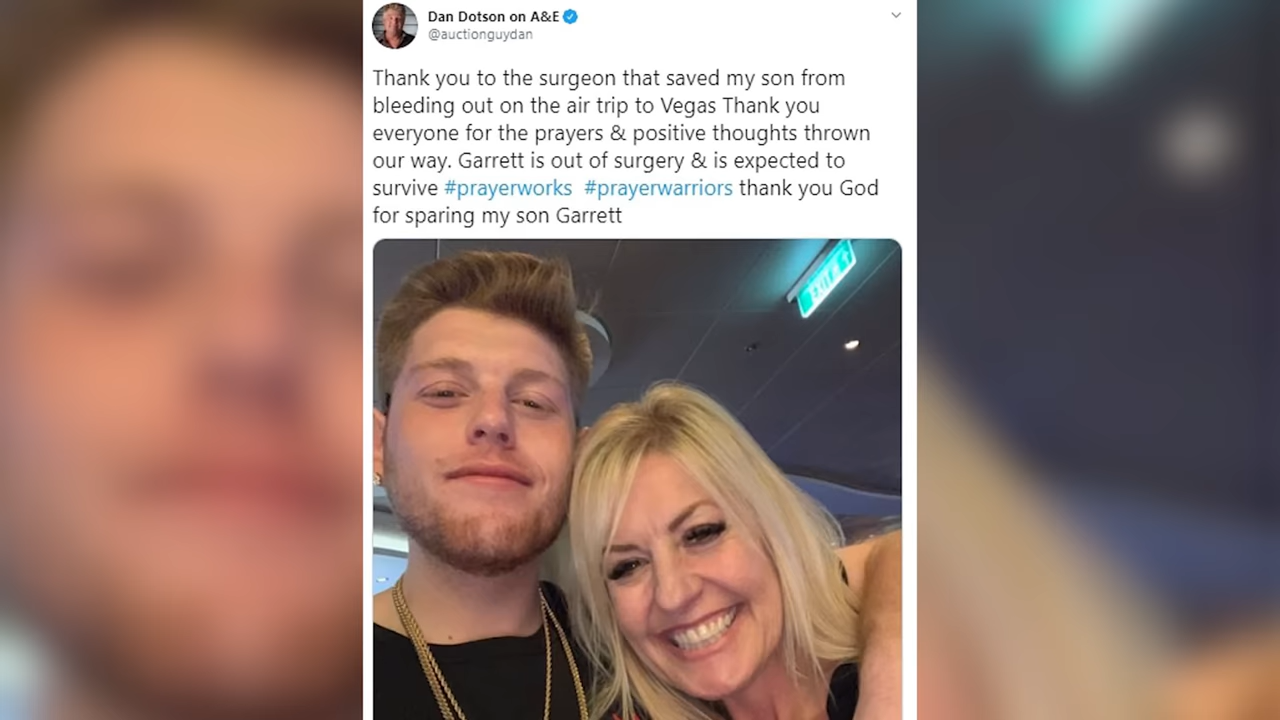 Dan Dotson on A&E
@auctionguydan
Thank you to the surgeon that saved my son from
bleeding out on the air trip to Vegas Thank you
everyone for the prayers & positive thoughts thrown
our way. Garrett is out of surgery & is expected to
survive #prayerworks #prayerwarriors thank you God
for sparing my son Garrett
EXIT